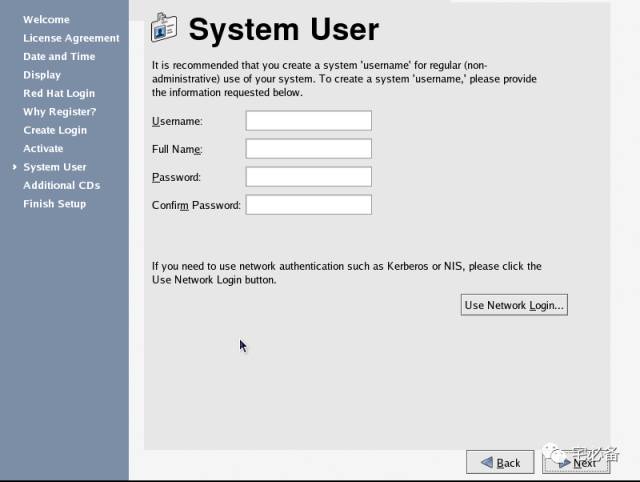 Welcome
License Agreement
Date and Time
Display
Red Hat Login
Why Register?
Create Login
Activate
System User
Additional CDs
Finish Setup
System User
It is recommended that you create a system 'username' for regular (non-
administrative) use of your system. To create a system 'username,' please provide
the information requested below.
Username:
Full Name:
Password:
Confirm Password:
If you need to use network authentication such as Kerberos or NIS, please click the
Use Network Login button.
Use Network Login...
Back
Next
宅必备